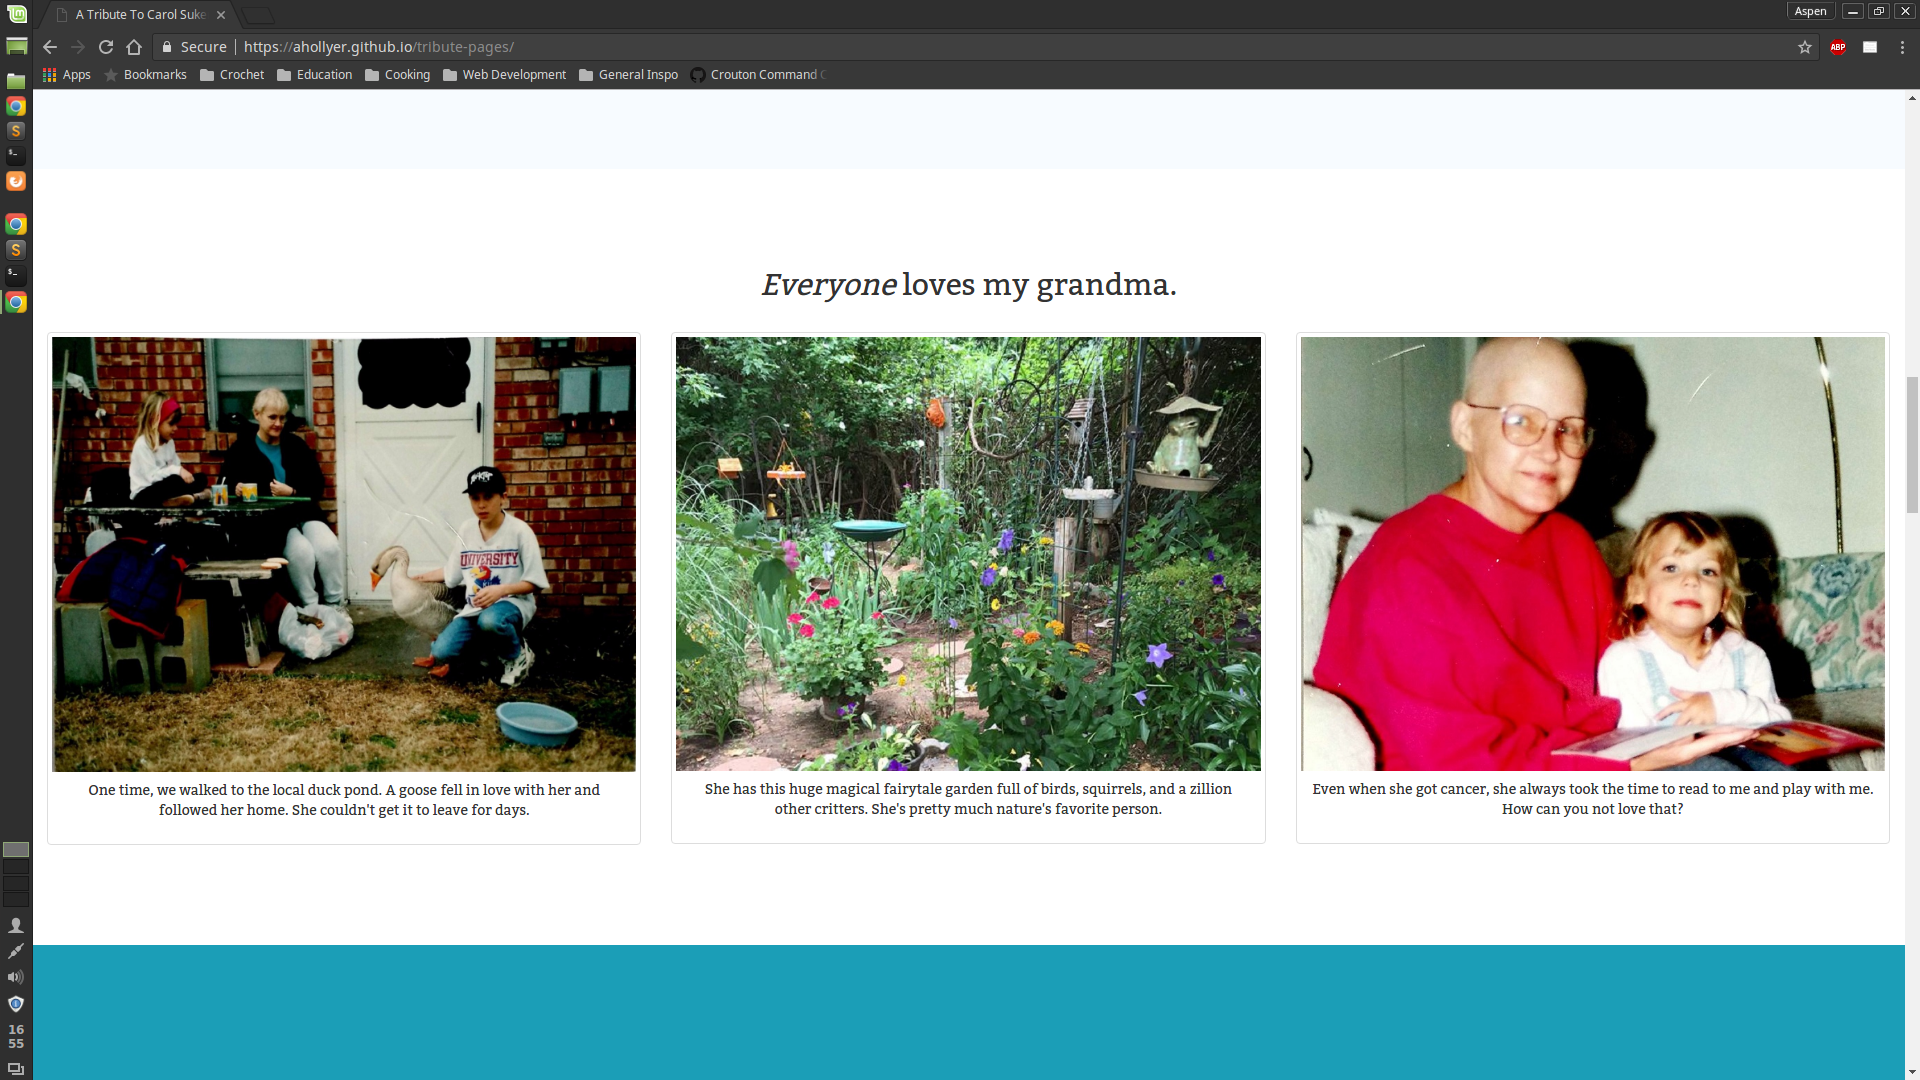 A Tribute To Carol Suke
Aspen
Secure
https://ahollyer.github.io/tribute-pages/
ABP
Apps
Bookmarks
Crochet
Education
Cooking
Web Development
General Inspo
Crouton Command C
Everyone loves my grandma.
UNIVERSITY
One time, we walked to the local duck pond. A goose fell in love with her and
followed her home. She couldn't get it to leave for days.
She has this huge magical fairytale garden full of birds, squirrels, and a zillion
other critters. She's pretty much nature's favorite person.
Even when she got cancer, she always took the time to read to me and play with me.
How can you not love that?
16
55